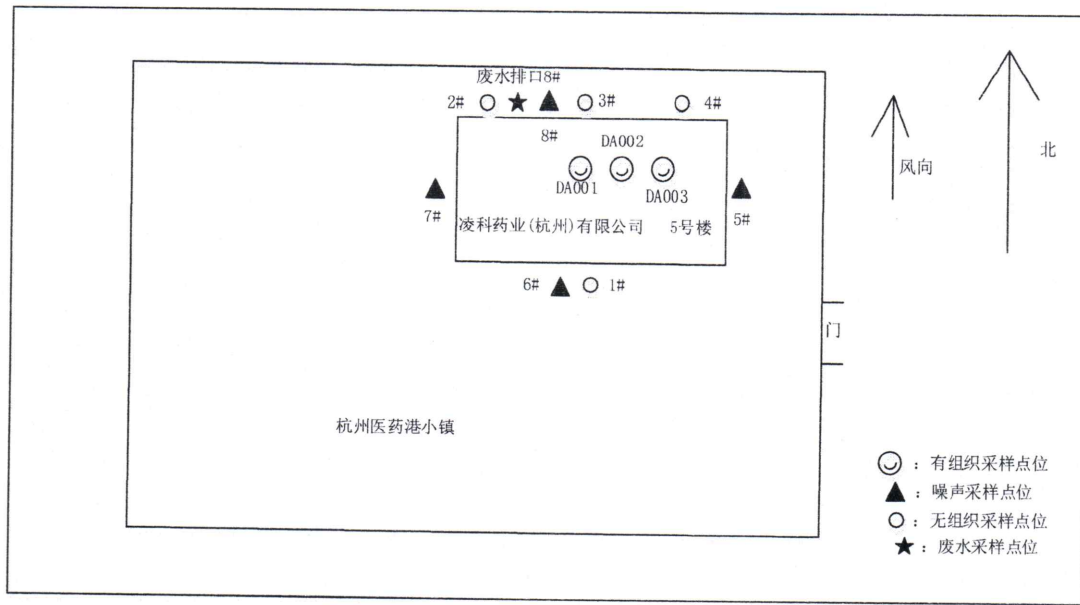 废水排口8#
2#
3#
4#
8#
DA002
DA001
DA003
风向
北
7#
5#
凌科药业(杭州)有限公司 5号楼
6#
1#
门
杭州医药港小镇
：有组织采样点位
：噪声采样点位
：无组织采样点位
：废水采样点位